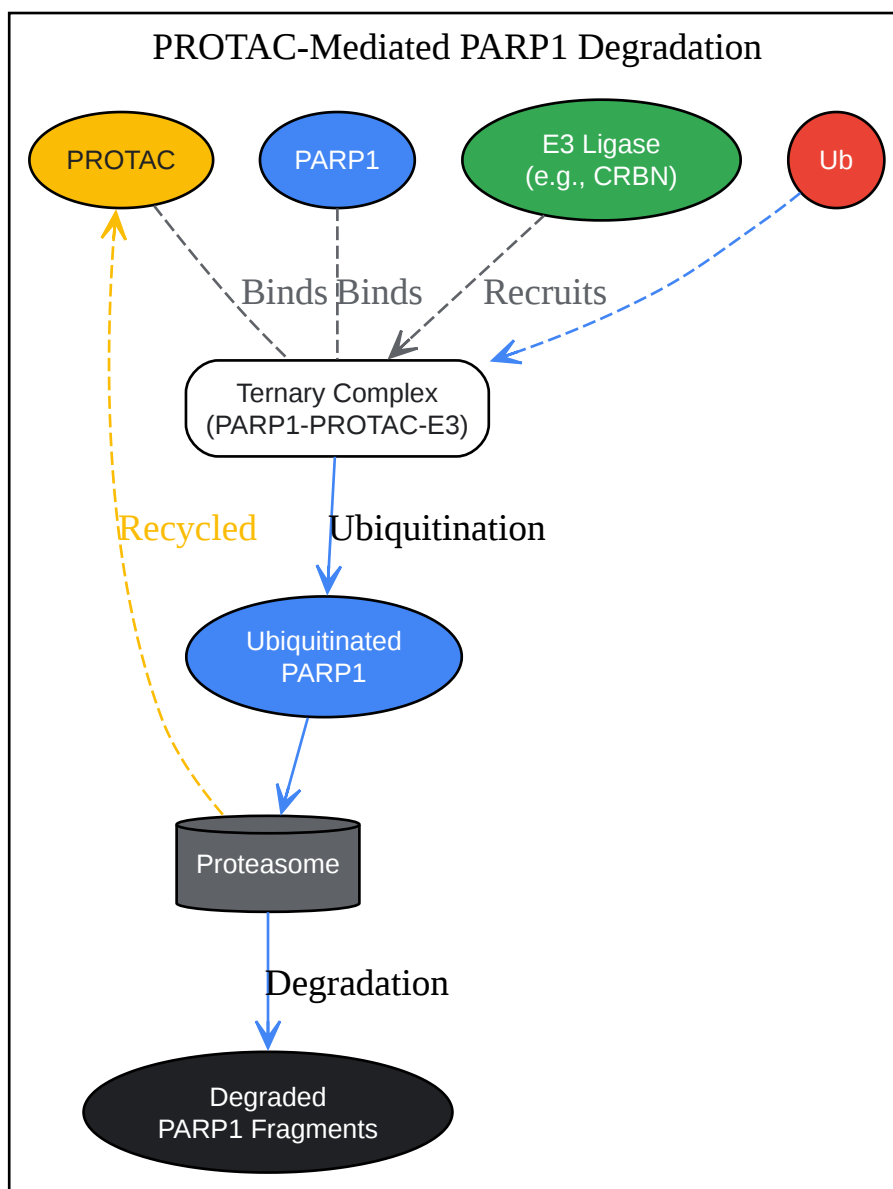 PROTAC-Mediated PARP1 Degradation
PROTAC
PARP1
E3 Ligase
(e.g., CRBN)
Ub
Binds
Binds
Recruits
Ternary Complex
(PARP1-PROTAC-E3)
Recycled
Ubiquitination
Ubiquitinated
PARP1
Proteasome
Degradation
Degraded
PARP1 Fragments